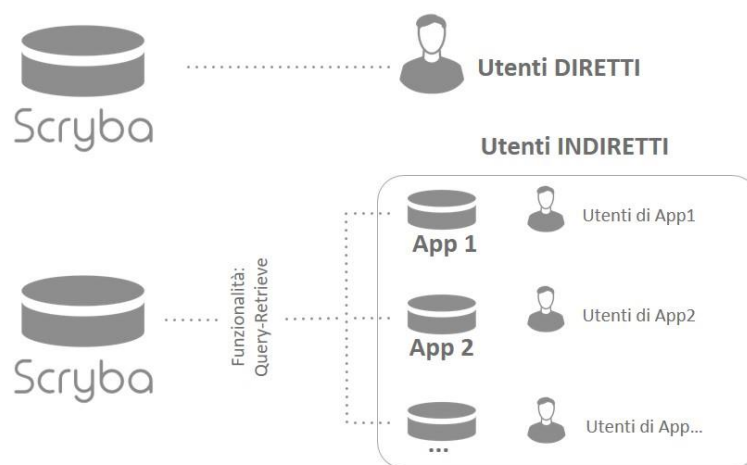 Scryba
Utenti DIRETTI
Utenti INDIRETTI
Scryba
Funzionalità:
Query-Retrieve
App 1
Utenti di App1
App 2
Utenti di App2
...
Utenti di App...